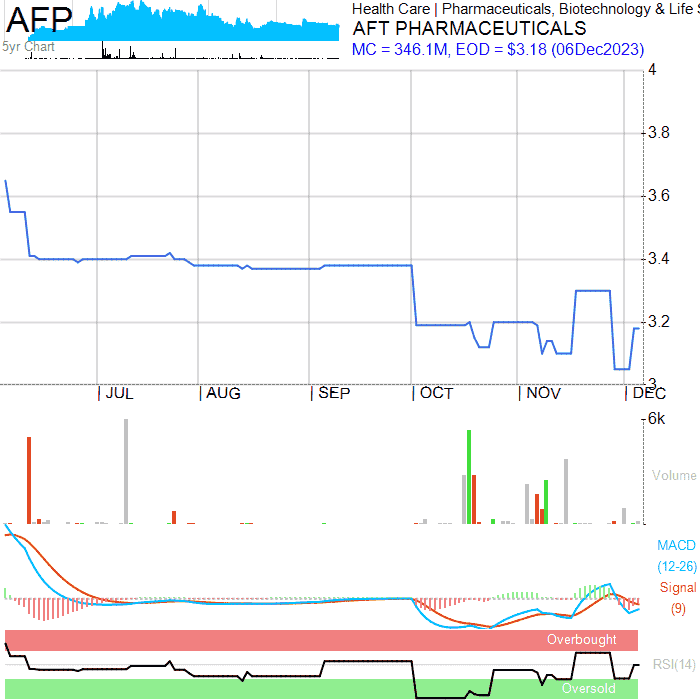 AFP
5yr Chart
Health Care | Pharmaceuticals, Biotechnology & Life S
AFT PHARMACEUTICALS
MC = 346.1M, EOD = $3.18 (06Dec2023)
4
3.8
3.6
3.4
3.2
3
JUL AUG SEP OCT NOV DEC
6k
Volume
MACD
(12-26)
Signal
(9)
Overbought
RSI(14)
Oversold